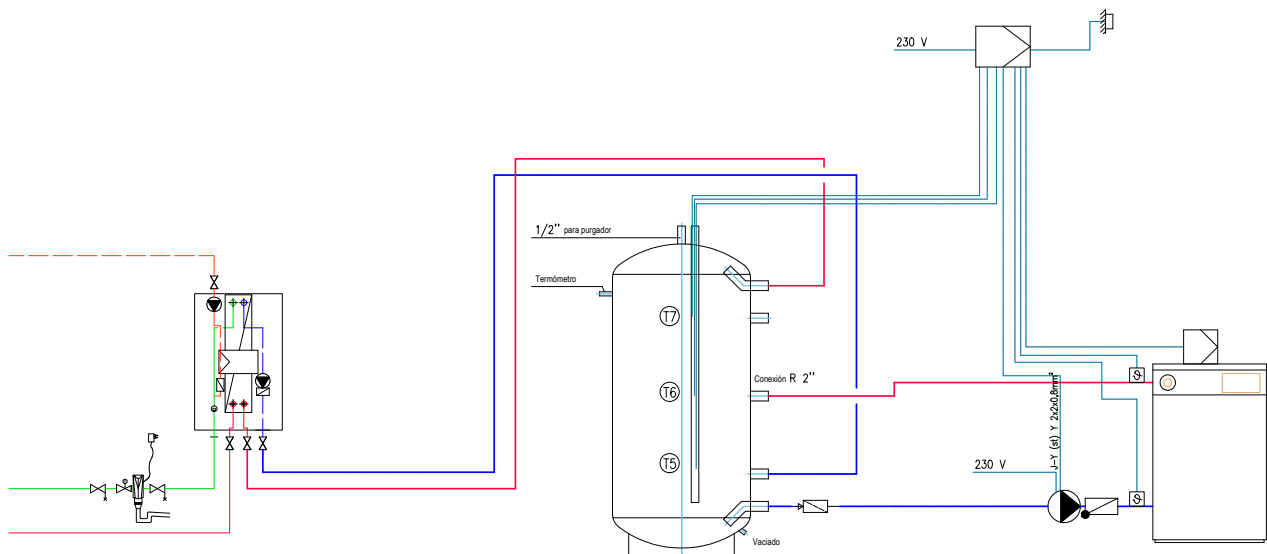 230 V
1/2" para purgador
Termómetro
T7
Conexión R 2"
T6
J-Y (st) Y 2x2x0,8mm²
T5
230 V
Vaciado
ϑ
ϑ